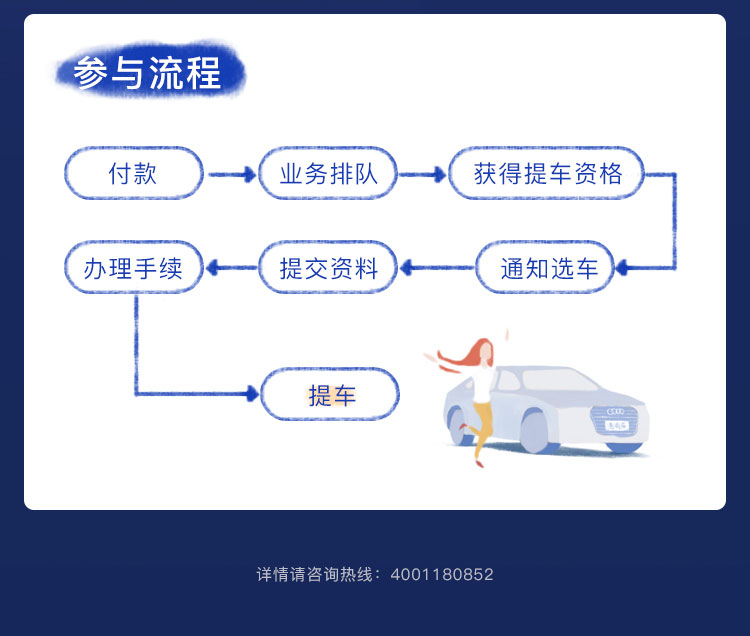 参与流程
付款
业务排队
获得提车资格
办理手续
提交资料
通知选车
提车
详情请咨询热线：4001180852